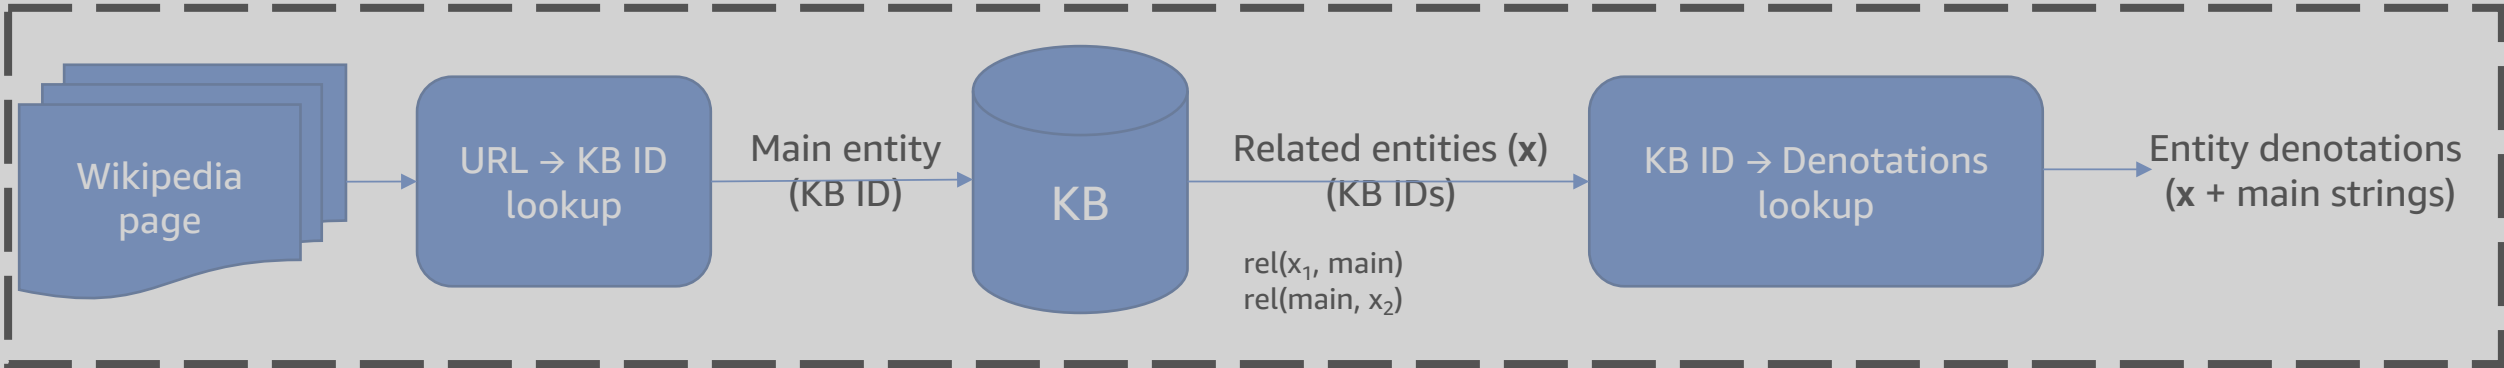 Wikipedia
page
URL → KB ID
lookup
Main entity
(KB ID)
KB
Related entities (x)
(KB IDs)
rel(x₁, main)
rel(main, x₂)
KB ID → Denotations
lookup
Entity denotations
(x + main strings)